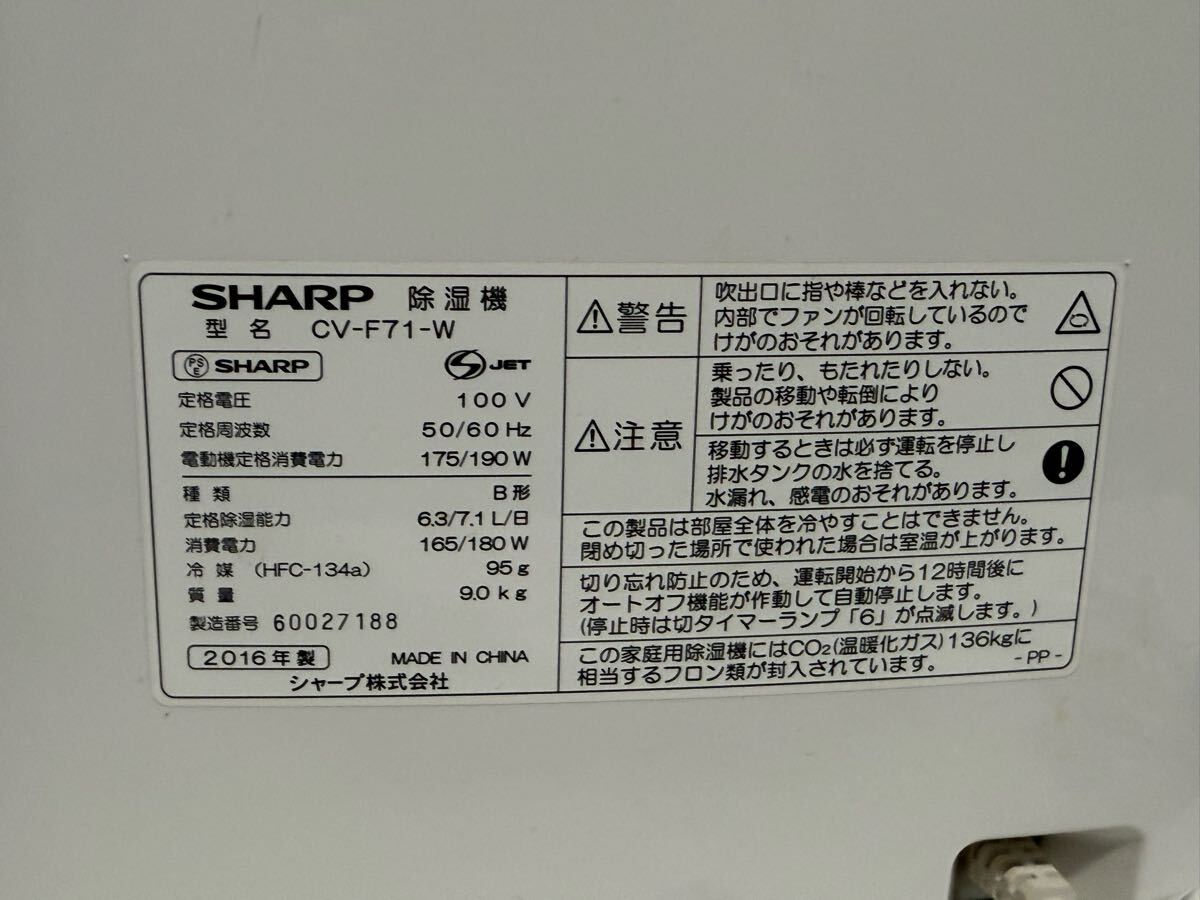 SHARP 除湿機
型名 CV-F71-W
PSE SHARP S JET
定格電圧 100 V
定格周波数 50/60 Hz
電動機定格消費電力 175/190 W
種類 B形
定格除湿能力 6.3/7.1 L/日
消費電力 165/180 W
冷媒 (HFC-134a) 95 g
質量 9.0 kg
製造番号 60027188
2016年製 MADE IN CHINA
シャープ株式会社
警告
吹出口に指や棒などを入れない。
内部でファンが回転しているので
けがのおそれがあります。
注意
乗ったり、もたれたりしない。
製品の移動や転倒により
けがのおそれがあります。
移動するときは必ず運転を停止し
排水タンクの水を捨てる。
水漏れ、感電のおそれがあります。
この製品は部屋全体を冷やすことはできません。
閉め切った場所で使われた場合は室温が上がります。
切り忘れ防止のため、運転開始から12時間後に
オートオフ機能が作動して自動停止します。
(停止時は切タイマーランプ「6」が点滅します。)
この家庭用除湿機にはCO2(温暖化ガス)136kgに
相当するフロン類が封入されています。 -PP-